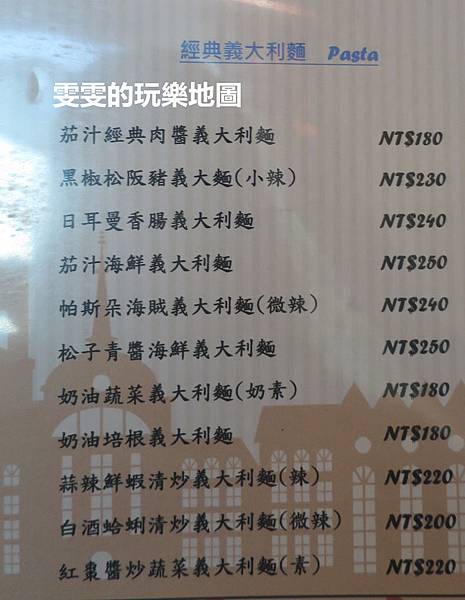 經典義大利麵 Pasta
雯雯的玩樂地圖
茄汁經典肉醬義大利麵 NT$180
黑椒松阪豬義大麵(小辣) NT$230
日耳曼香腸義大利麵 NT$240
茄汁海鮮義大利麵 NT$250
帕斯朵海賊義大利麵(微辣) NT$240
松子青醬海鮮義大利麵 NT$250
奶油蔬菜義大利麵(奶素) NT$180
奶油培根義大利麵 NT$180
蒜辣鮮蝦清炒義大利麵(辣) NT$220
白酒蛤蜊清炒義大利麵(微辣) NT$200
紅棗醬炒蔬菜義大利麵(素) NT$220